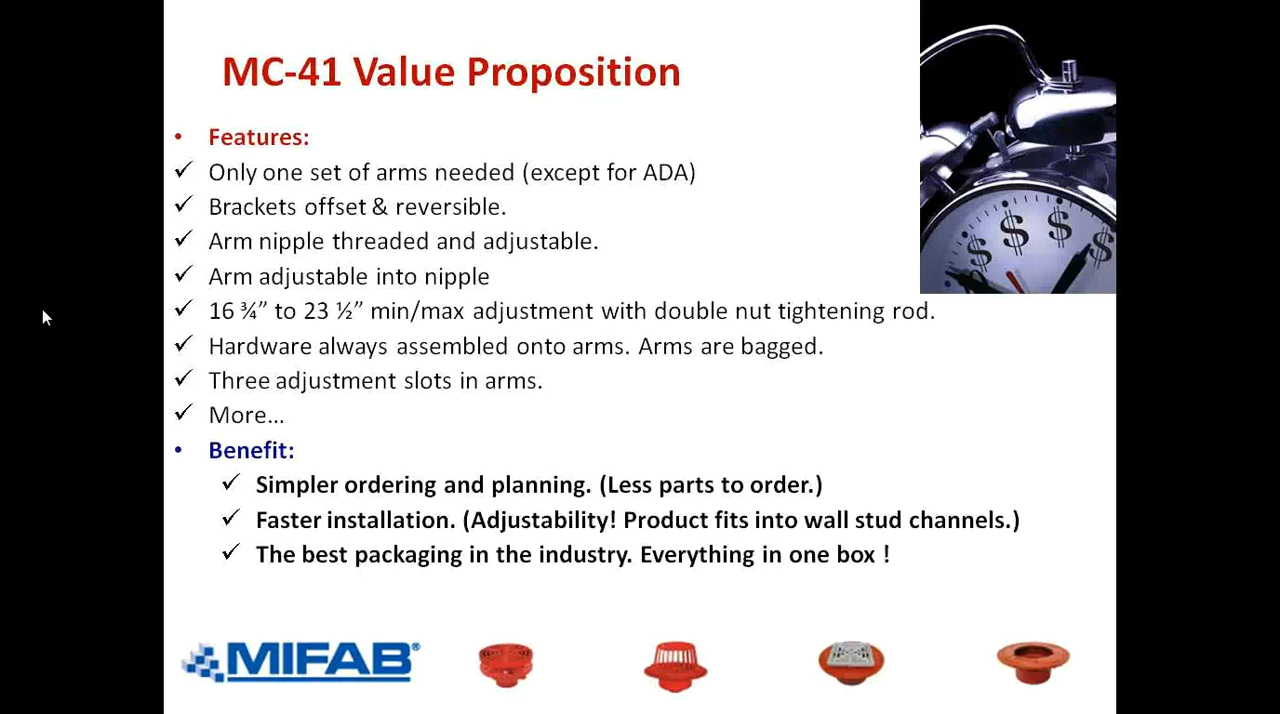 MC-41 Value Proposition
• Features:
✓ Only one set of arms needed (except for ADA)
✓ Brackets offset & reversible.
✓ Arm nipple threaded and adjustable.
✓ Arm adjustable into nipple
✓ 16 ¾” to 23 ½” min/max adjustment with double nut tightening rod.
✓ Hardware always assembled onto arms. Arms are bagged.
✓ Three adjustment slots in arms.
✓ More…
• Benefit:
✓ Simpler ordering and planning. (Less parts to order.)
✓ Faster installation. (Adjustability! Product fits into wall stud channels.)
✓ The best packaging in the industry. Everything in one box !
$ $ $ $
MIFAB®